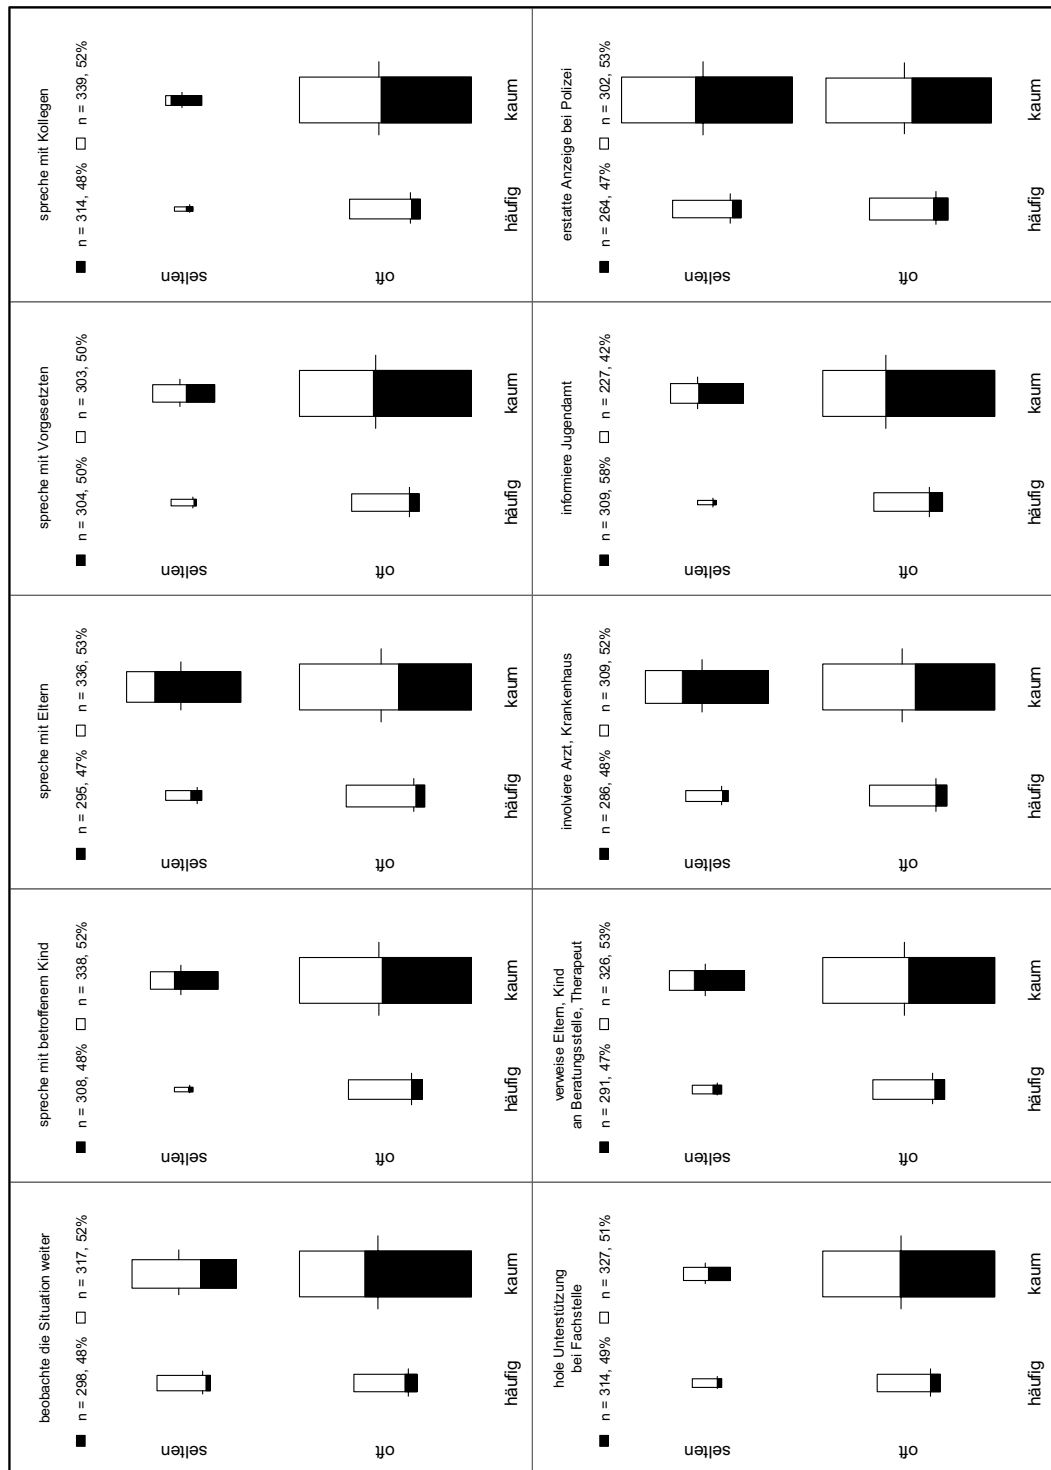 beobachte die Situation weiter
n = 298, 48% n = 317, 52%
selten
oft
häufig kaum
spreche mit betroffenem Kind
n = 308, 48% n = 338, 52%
selten
oft
häufig kaum
spreche mit Eltern
n = 295, 47% n = 336, 53%
selten
oft
häufig kaum
spreche mit Vorgesetzten
n = 304, 50% n = 303, 50%
selten
oft
häufig kaum
spreche mit Kollegen
n = 314, 48% n = 339, 52%
selten
oft
häufig kaum
hole Unterstützung
bei Fachstelle
n = 314, 49% n = 327, 51%
selten
oft
häufig kaum
verweise Eltern, Kind
an Beratungsstelle, Therapeut
n = 291, 47% n = 326, 53%
selten
oft
häufig kaum
involviere Arzt, Krankenhaus
n = 286, 48% n = 309, 52%
selten
oft
häufig kaum
informiere Jugendamt
n = 309, 58% n = 227, 42%
selten
oft
häufig kaum
erstatte Anzeige bei Polizei
n = 264, 47% n = 302, 53%
selten
oft
häufig kaum